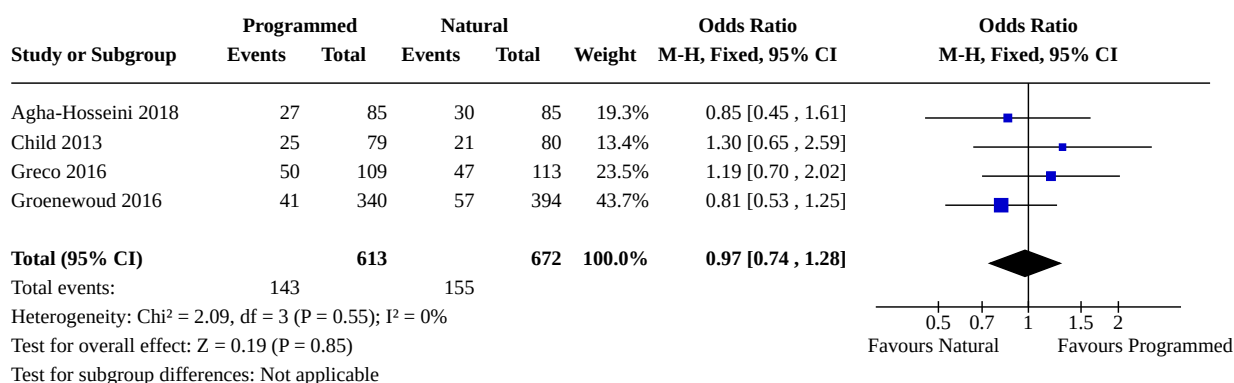 Programmed Natural Odds Ratio Odds Ratio
Study or Subgroup Events Total Events Total Weight M-H, Fixed, 95% CI M-H, Fixed, 95% CI
Agha-Hosseini 2018 27 85 30 85 19.3% 0.85 [0.45 , 1.61]
Child 2013 25 79 21 80 13.4% 1.30 [0.65 , 2.59]
Greco 2016 50 109 47 113 23.5% 1.19 [0.70 , 2.02]
Groenewoud 2016 41 340 57 394 43.7% 0.81 [0.53 , 1.25]
Total (95% CI) 613 672 100.0% 0.97 [0.74 , 1.28]
Total events: 143 155
Heterogeneity: Chi² = 2.09, df = 3 (P = 0.55); I² = 0%
0.5 0.7 1 1.5 2
Test for overall effect: Z = 0.19 (P = 0.85) Favours Natural Favours Programmed
Test for subgroup differences: Not applicable